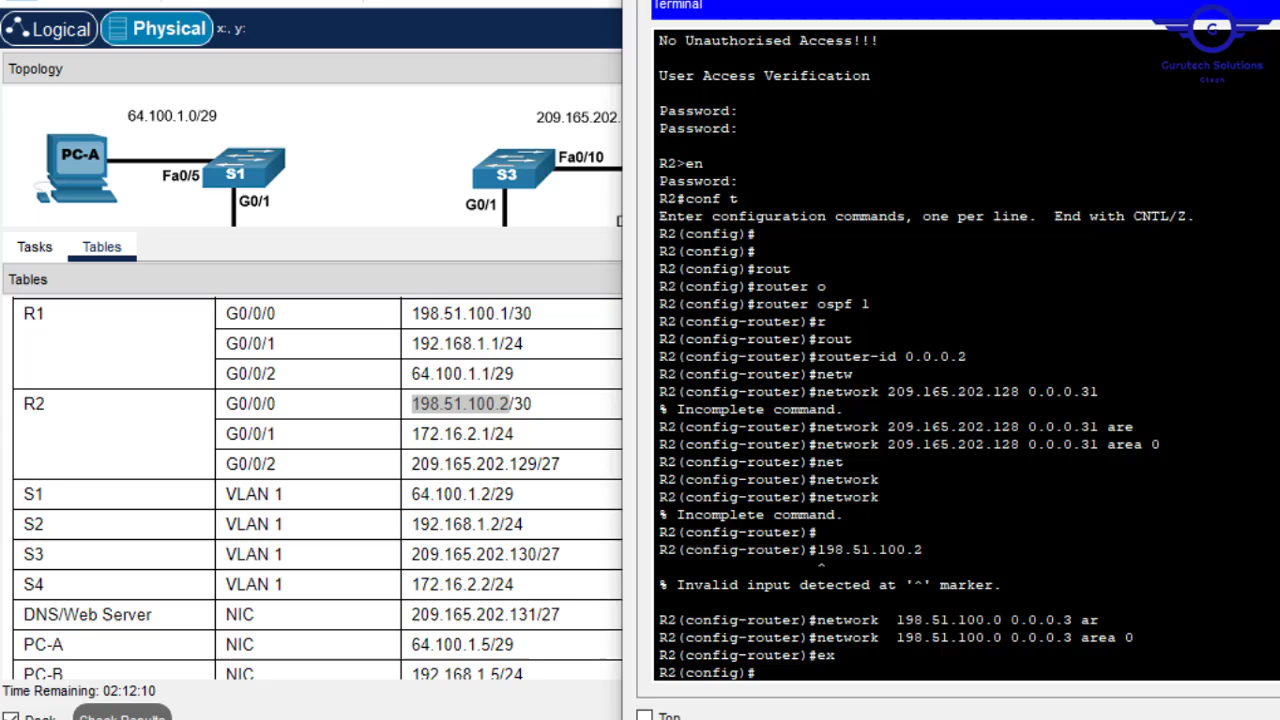 Logical
Physical
x:, y:
Topology
64.100.1.0/29
209.165.202.
PC-A
Fa0/5
S1
G0/1
S3
Fa0/10
G0/1
Tasks
Tables
Tables
R1
G0/0/0
198.51.100.1/30
G0/0/1
192.168.1.1/24
G0/0/2
64.100.1.1/29
R2
G0/0/0
198.51.100.2/30
G0/0/1
172.16.2.1/24
G0/0/2
209.165.202.129/27
S1
VLAN 1
64.100.1.2/29
S2
VLAN 1
192.168.1.2/24
S3
VLAN 1
209.165.202.130/27
S4
VLAN 1
172.16.2.2/24
DNS/Web Server
NIC
209.165.202.131/27
PC-A
NIC
64.100.1.5/29
PC-B
NIC
192.168.1.5/24
Time Remaining: 02:12:10
Dock
Check Results
Terminal
No Unauthorised Access!!!
User Access Verification
Password:
Password:
R2>en
Password:
R2#conf t
Enter configuration commands, one per line.  End with CNTL/Z.
R2(config)#
R2(config)#
R2(config)#rout
R2(config)#router o
R2(config)#router ospf 1
R2(config-router)#r
R2(config-router)#rout
R2(config-router)#router-id 0.0.0.2
R2(config-router)#netw
R2(config-router)#network 209.165.202.128 0.0.0.31
% Incomplete command.
R2(config-router)#network 209.165.202.128 0.0.0.31 are
R2(config-router)#network 209.165.202.128 0.0.0.31 area 0
R2(config-router)#net
R2(config-router)#network
R2(config-router)#network
% Incomplete command.
R2(config-router)#
R2(config-router)#198.51.100.2
^
% Invalid input detected at '^' marker.
R2(config-router)#network  198.51.100.0 0.0.0.3 ar
R2(config-router)#network  198.51.100.0 0.0.0.3 area 0
R2(config-router)#ex
R2(config)#
Top
G
Gurutech Solutions
Gtech